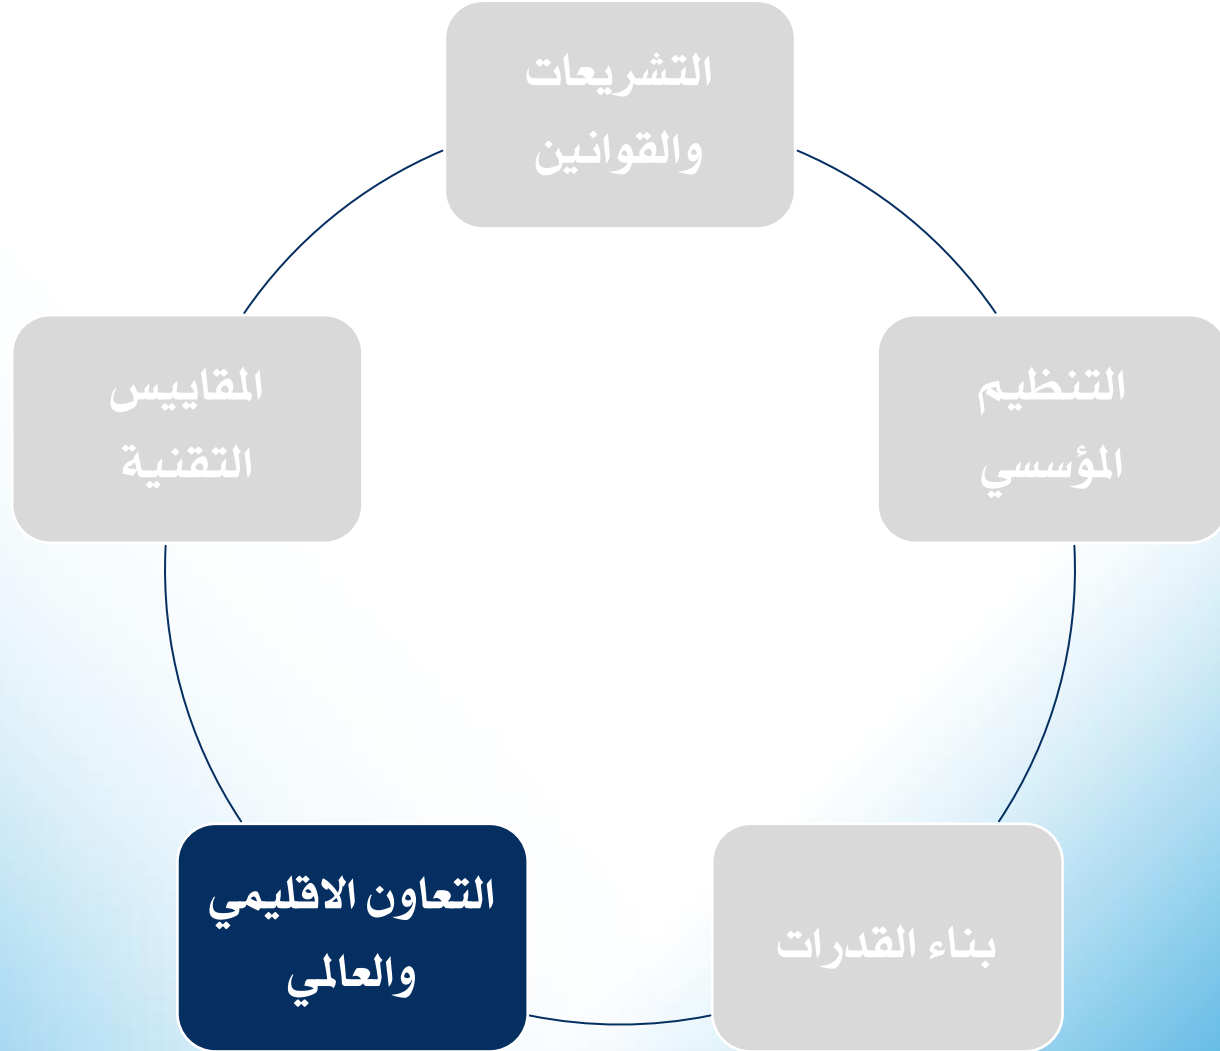 التشريعات
والقوانين
التنظيم
المؤسسي
المقاييس
التقنية
بناء القدرات
التعاون الاقليمي
والعالمي